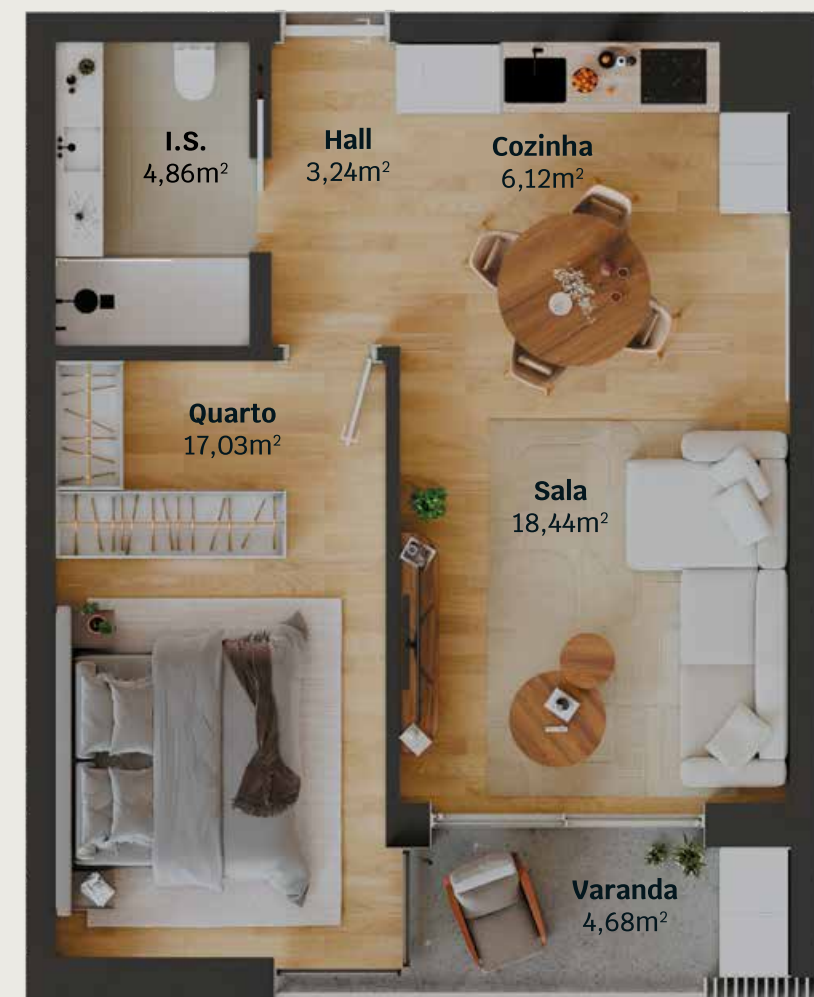 I.S.
4,86m²
Hall
3,24m²
Cozinha
6,12m²
Quarto
17,03m²
Sala
18,44m²
Varanda
4,68m²